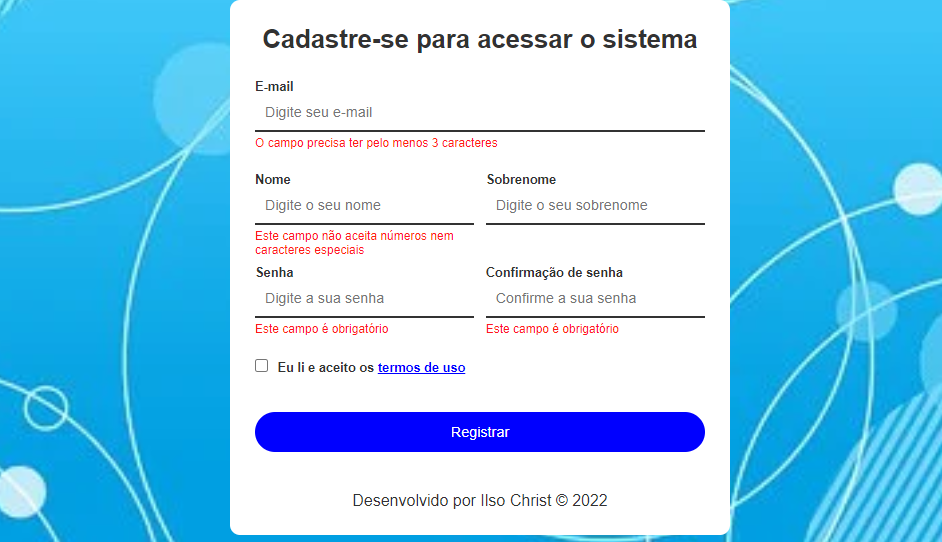 Cadastre-se para acessar o sistema
E-mail
Digite seu e-mail
O campo precisa ter pelo menos 3 caracteres
Nome
Digite o seu nome
Este campo não aceita números nem
caracteres especiais
Sobrenome
Digite o seu sobrenome
Senha
Digite a sua senha
Este campo é obrigatório
Confirmação de senha
Confirme a sua senha
Este campo é obrigatório
Eu li e aceito os termos de uso
Registrar
Desenvolvido por Ilso Christ © 2022